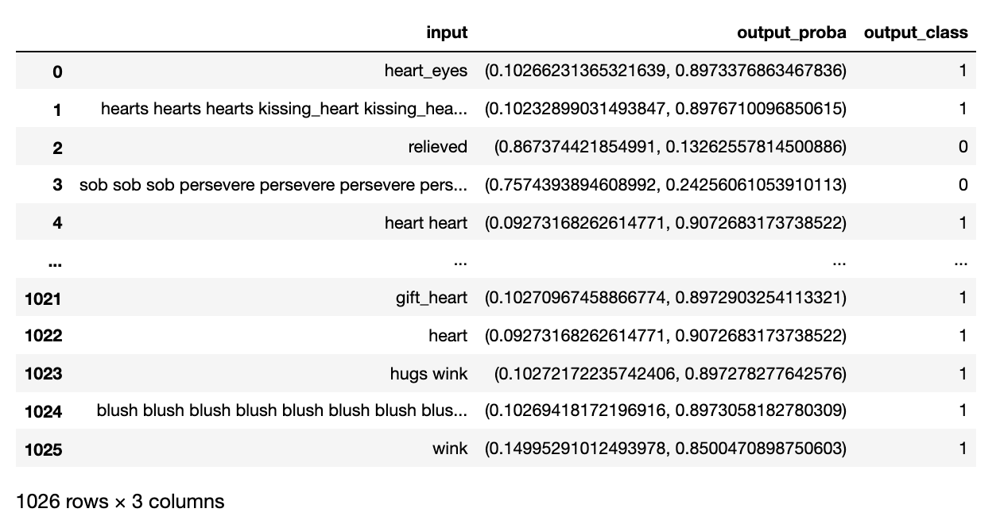 input output_proba output_class
0 heart_eyes (0.10266231365321639, 0.8973376863467836) 1
1 hearts hearts hearts kissing_heart kissing_hea... (0.10232899031493847, 0.8976710096850615) 1
2 relieved (0.867374421854991, 0.13262557814500886) 0
3 sob sob sob persevere persevere persevere pers... (0.7574393894608992, 0.24256061053910113) 0
4 heart heart (0.09273168262614771, 0.9072683173738522) 1
... ... ... ...
1021 gift_heart (0.10270967458866774, 0.8972903254113321) 1
1022 heart (0.09273168262614771, 0.9072683173738522) 1
1023 hugs wink (0.10272172235742406, 0.897278277642576) 1
1024 blush blush blush blush blush blush blush blus... (0.10269418172196916, 0.8973058182780309) 1
1025 wink (0.14995291012493978, 0.8500470898750603) 1
1026 rows × 3 columns